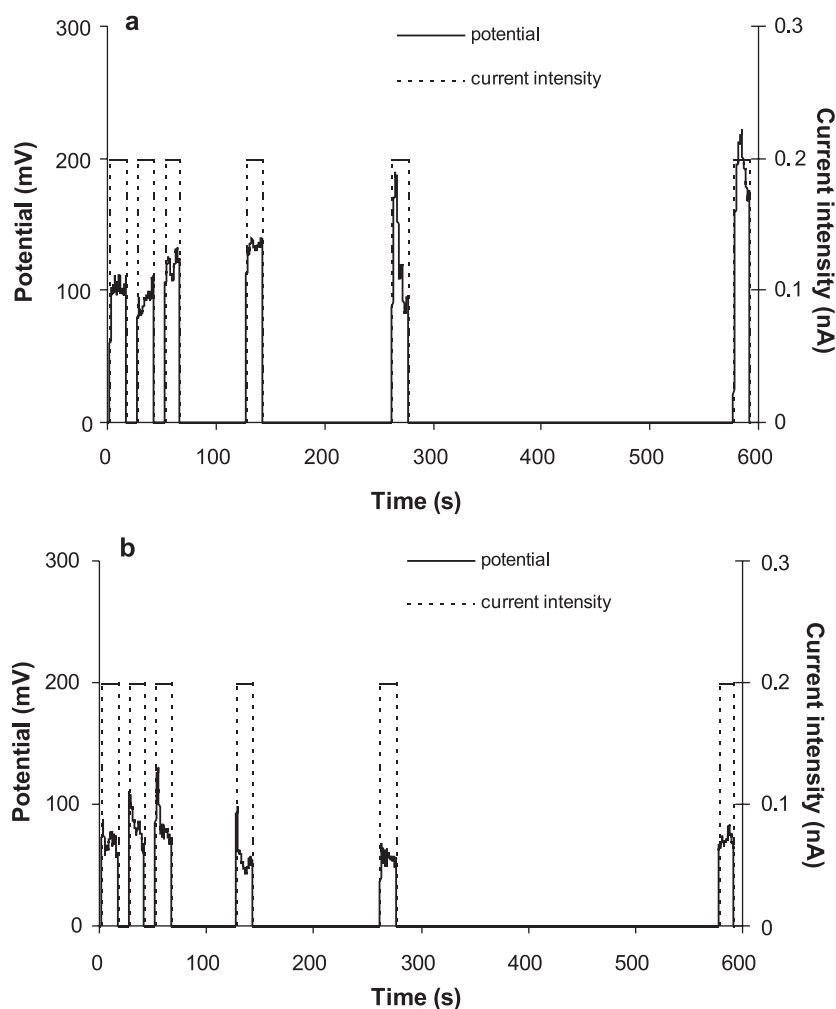 a
potential
current intensity
300
200
100
0
Potential (mV)
0.3
0.2
0.1
0
Current intensity (nA)
0 100 200 300 400 500 600
Time (s)
b
potential
current intensity
300
200
100
0
Potential (mV)
0.3
0.2
0.1
0
Current intensity (nA)
0 100 200 300 400 500 600
Time (s)